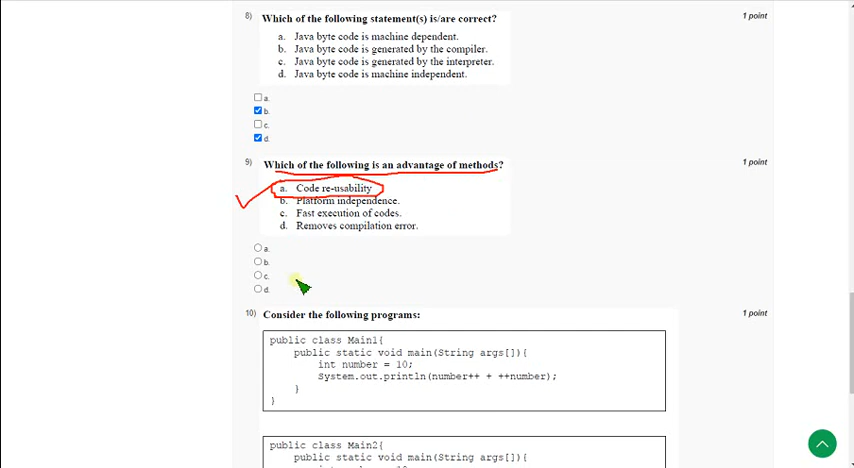 8) Which of the following statement(s) is/are correct? 1 point
a. Java byte code is machine dependent.
b. Java byte code is generated by the compiler.
c. Java byte code is generated by the interpreter.
d. Java byte code is machine independent.
a.
b.
c.
d.
9) Which of the following is an advantage of methods? 1 point
a. Code re-usability
b. Platform independence.
c. Fast execution of codes.
d. Removes compilation error.
a.
b.
c.
d.
10) Consider the following programs: 1 point
public class Main1{
public static void main(String args[]){
int number = 10;
System.out.println(number++ + ++number);
}
}
public class Main2{
public static void main(String args[]){